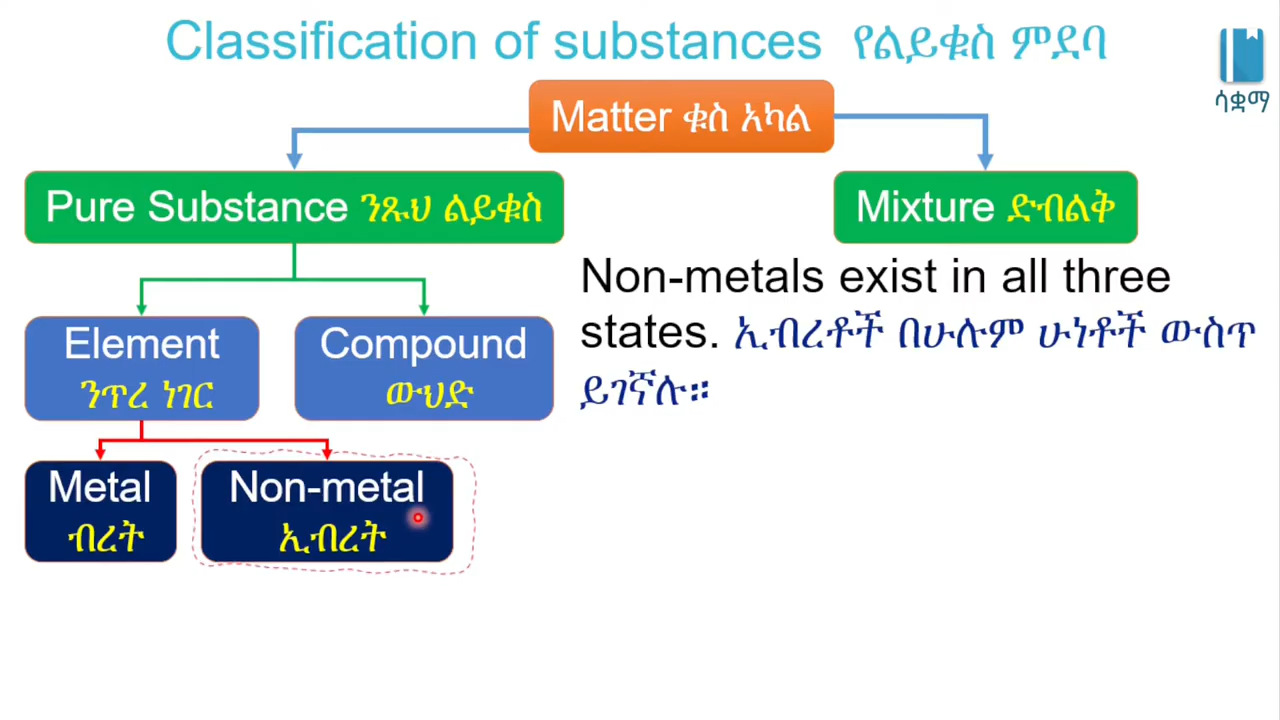 Classification of substances የልይቁስ ምደባ
ሳቋማ
Matter ቁስ አካል
Pure Substance ንጹህ ልይቁስ
Mixture ድብልቅ
Non-metals exist in all three
states. ኢብረቶች በሁሉም ሁነቶች ውስጥ
ይገኛሉ።
Element
ንጥረ ነገር
Compound
ውህድ
Metal
ብረት
Non-metal
ኢብረት